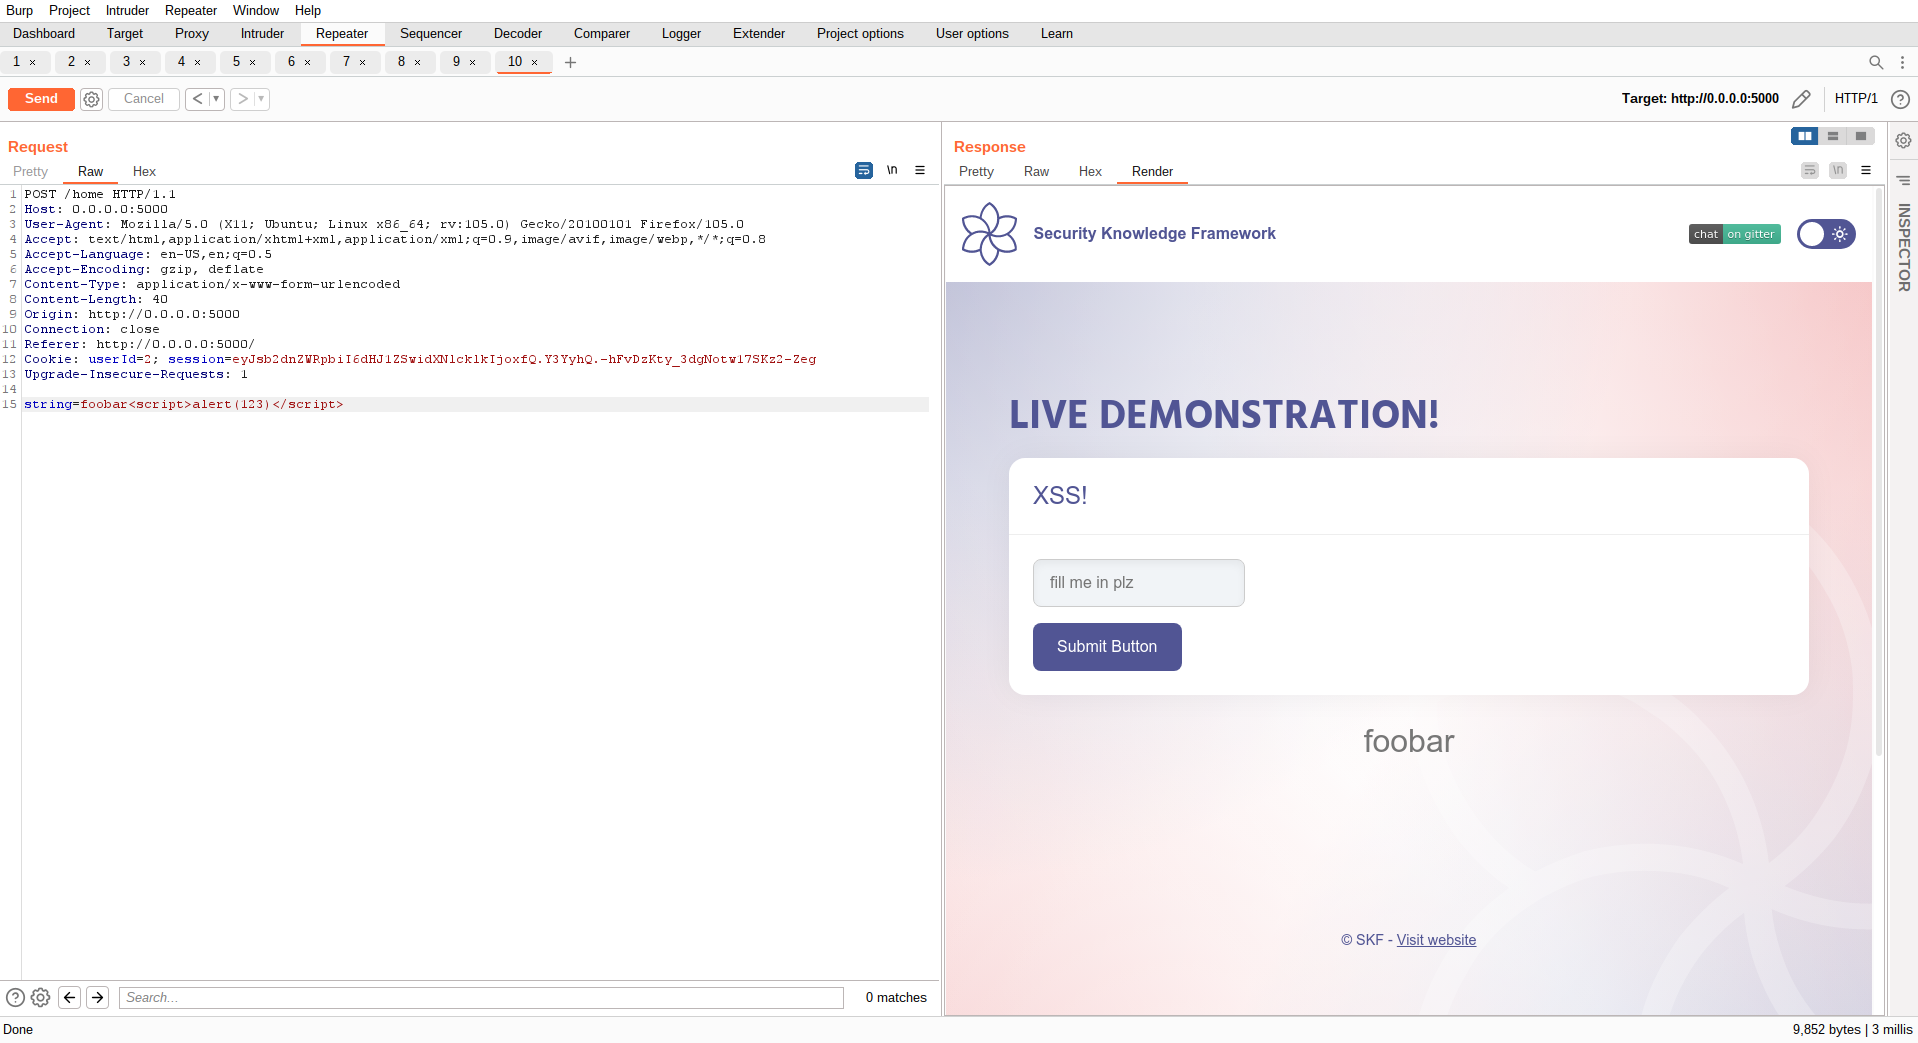 Burp Project Intruder Repeater Window Help
Dashboard Target Proxy Intruder Repeater Sequencer Decoder Comparer Logger Extender Project options User options Learn
1 × 2 × 3 × 4 × 5 × 6 × 7 × 8 × 9 × 10 × +
Send Cancel < > Target: http://0.0.0.0:5000 HTTP/1 ?
Request
Pretty Raw Hex \n
1 POST /home HTTP/1.1
2 Host: 0.0.0.0:5000
3 User-Agent: Mozilla/5.0 (X11; Ubuntu; Linux x86_64; rv:105.0) Gecko/20100101 Firefox/105.0
4 Accept: text/html,application/xhtml+xml,application/xml;q=0.9,image/avif,image/webp,*/*;q=0.8
5 Accept-Language: en-US,en;q=0.5
6 Accept-Encoding: gzip, deflate
7 Content-Type: application/x-www-form-urlencoded
8 Content-Length: 40
9 Origin: http://0.0.0.0:5000
10 Connection: close
11 Referer: http://0.0.0.0:5000/
12 Cookie: userId=2; session=eyJsb2dnZWRpbiI6dHJ1ZSwidXNlcklkIjoxfQ.Y3YyhQ.-hFvDzKty_3dgNotw17SKz2-Zeg
13 Upgrade-Insecure-Requests: 1
14
15 string=foobar<script>alert(123)</script>
? Search... 0 matches
Done
Response
Pretty Raw Hex Render \n
Security Knowledge Framework
chat on gitter
LIVE DEMONSTRATION!
XSS!
fill me in plz
Submit Button
foobar
© SKF - Visit website
INSPECTOR
9,852 bytes | 3 millis